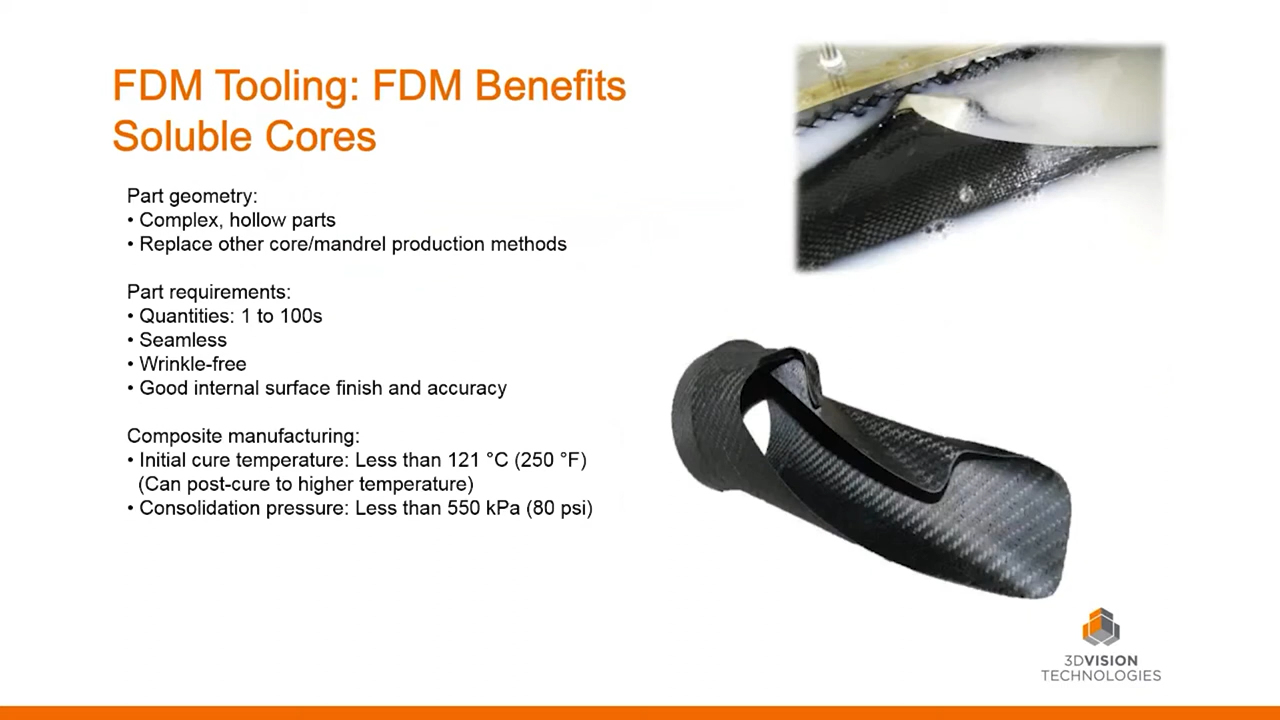 FDM Tooling: FDM Benefits
Soluble Cores
Part geometry:
• Complex, hollow parts
• Replace other core/mandrel production methods
Part requirements:
• Quantities: 1 to 100s
• Seamless
• Wrinkle-free
• Good internal surface finish and accuracy
Composite manufacturing:
• Initial cure temperature: Less than 121 °C (250 °F)
(Can post-cure to higher temperature)
• Consolidation pressure: Less than 550 kPa (80 psi)
3DVISION
TECHNOLOGIES